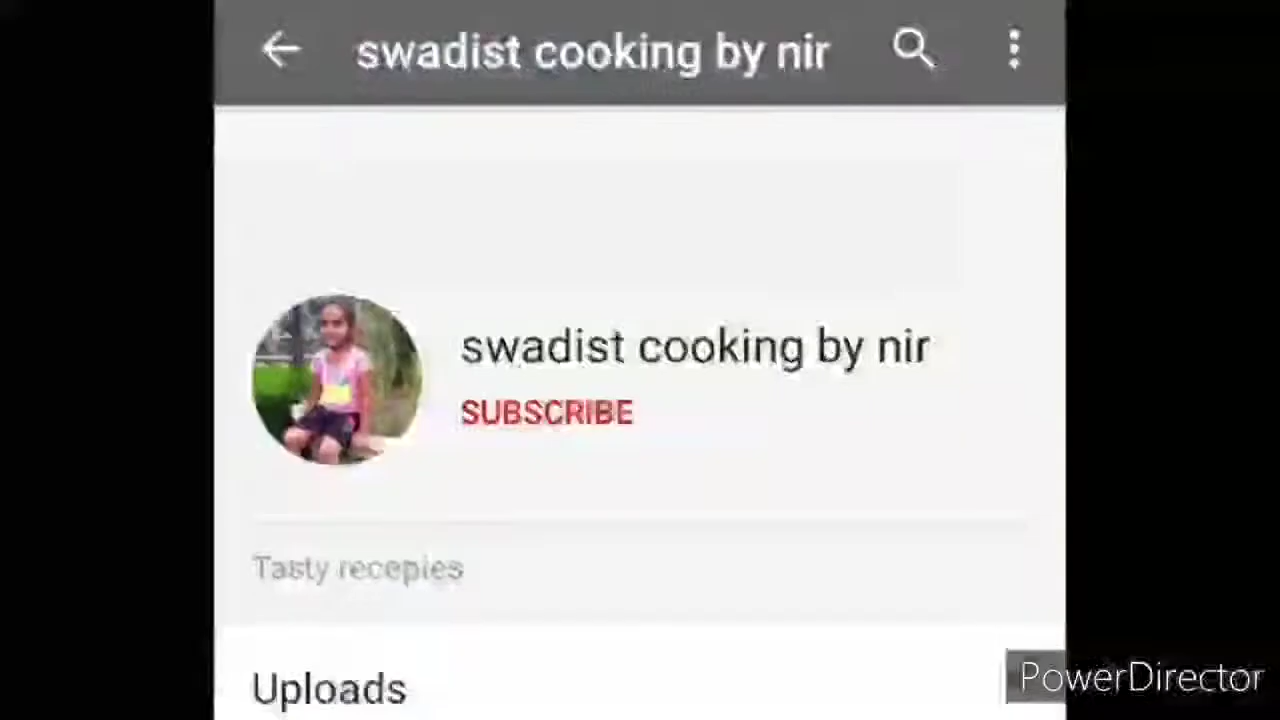 swadist cooking by nir
swadist cooking by nir
SUBSCRIBE
Tasty recepies
Uploads
PowerDirector